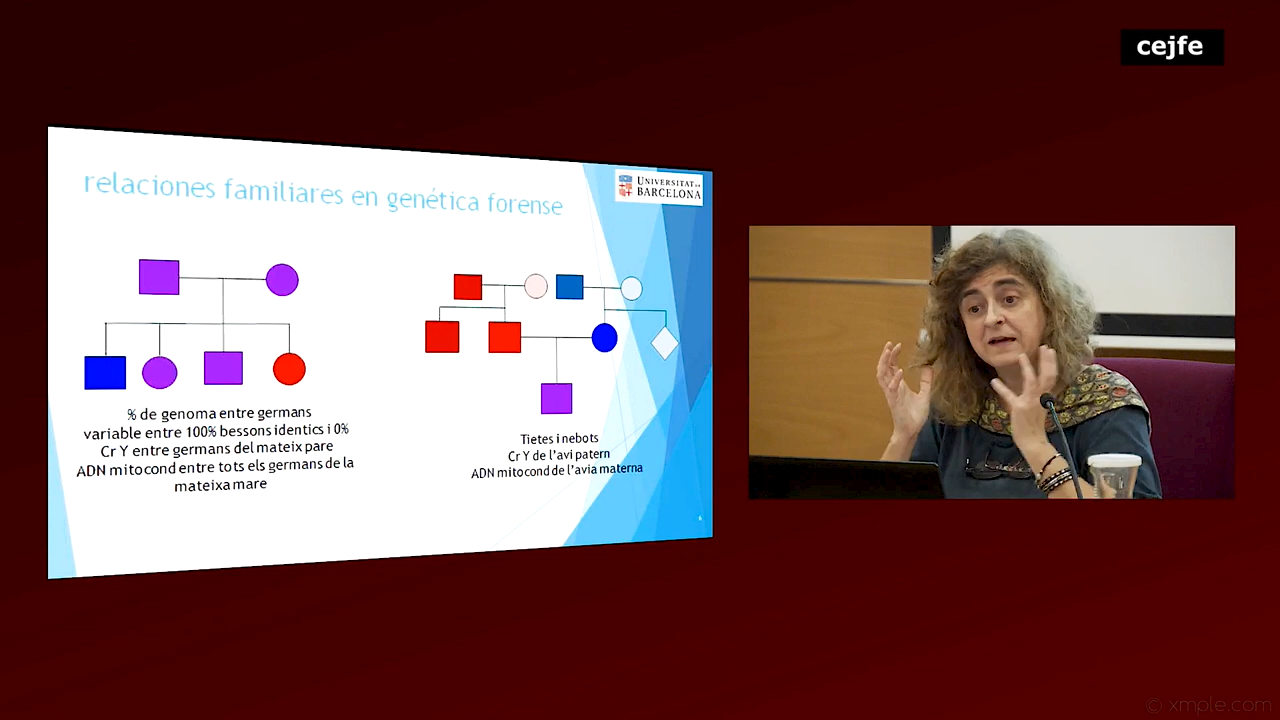 cejfe
relaciones familiares en genética forense
UNIVERSITAT DE
BARCELONA
% de genoma entre germans
variable entre 100% bessons identics i 0%
Cr Y entre germans del mateix pare
ADN mitocond entre tots els germans de la
mateixa mare
Tietes i nebots
Cr Y de l'avi patern
ADN mitocond de l'avia materna
© xmple.com